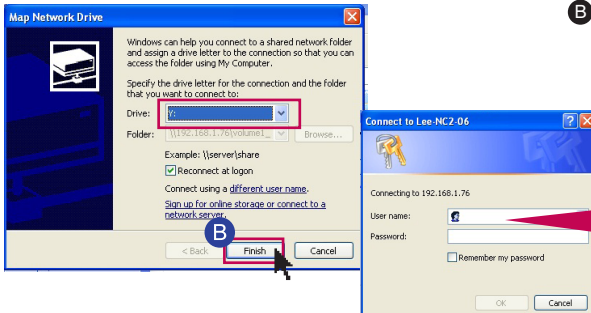 Map Network Drive
Windows can help you connect to a shared network folder
and assign a drive letter to the connection so that you can
access the folder using My Computer.
Specify the drive letter for the connection and the folder
that you want to connect to:
Drive: Y:
Folder: \\192.168.1.76\volume1_ Browse...
Example: \\server\share
Reconnect at logon
Connect using a different user name.
Sign up for online storage or connect to a
network server.
B
< Back Finish Cancel
B
Connect to Lee-NC2-06
Connecting to 192.168.1.76
User name:
Password:
Remember my password
OK Cancel